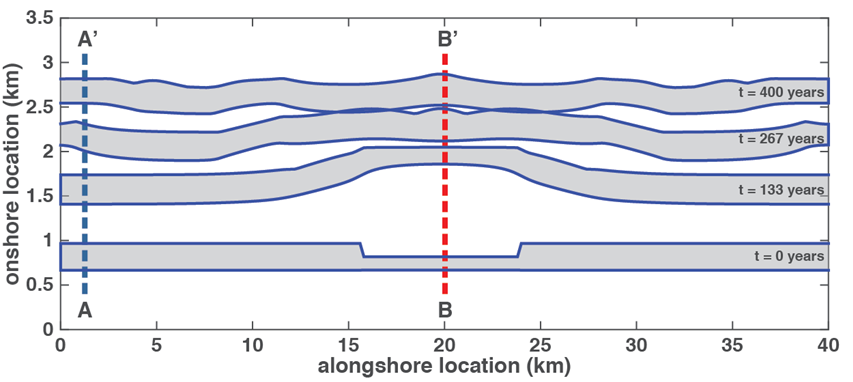 3.5
3
2.5
2
1.5
1
0.5
0
onshore location (km)
A’
B’
t = 400 years
t = 267 years
t = 133 years
t = 0 years
A
B
0
5
10
15
20
25
30
35
40
alongshore location (km)